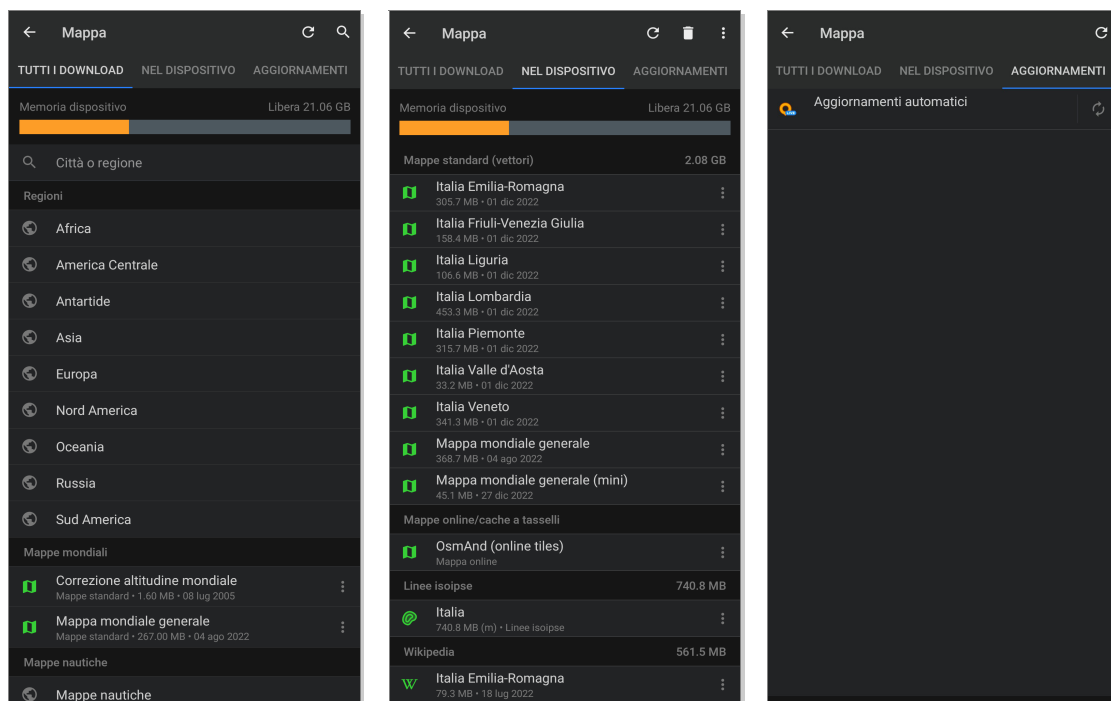 Mappa
TUTTI I DOWNLOAD NEL DISPOSITIVO AGGIORNAMENTI
Memoria dispositivo Libera 21.06 GB
Città o regione
Regioni
Africa
America Centrale
Antartide
Asia
Europa
Nord America
Oceania
Russia
Sud America
Mappe mondiali
Correzione altitudine mondiale
Mappe standard • 1.60 MB • 08 lug 2005
Mappa mondiale generale
Mappe standard • 267.00 MB • 04 ago 2022
Mappe nautiche
Mappe nautiche
Mappa
TUTTI I DOWNLOAD NEL DISPOSITIVO AGGIORNAMENTI
Memoria dispositivo Libera 21.06 GB
Mappe standard (vettori) 2.08 GB
Italia Emilia-Romagna
305.7 MB • 01 dic 2022
Italia Friuli-Venezia Giulia
158.4 MB • 01 dic 2022
Italia Liguria
106.6 MB • 01 dic 2022
Italia Lombardia
453.3 MB • 01 dic 2022
Italia Piemonte
315.7 MB • 01 dic 2022
Italia Valle d'Aosta
33.2 MB • 01 dic 2022
Italia Veneto
341.3 MB • 01 dic 2022
Mappa mondiale generale
368.7 MB • 04 ago 2022
Mappa mondiale generale (mini)
45.1 MB • 27 dic 2022
Mappe online/cache a tasselli
OsmAnd (online tiles)
Mappa online
Linee isoipse 740.8 MB
Italia
740.8 MB (m) • Linee isoipse
Wikipedia 561.5 MB
W Italia Emilia-Romagna
79.3 MB • 18 lug 2022
Mappa
TUTTI I DOWNLOAD NEL DISPOSITIVO AGGIORNAMENTI
Aggiornamenti automatici
LIVE